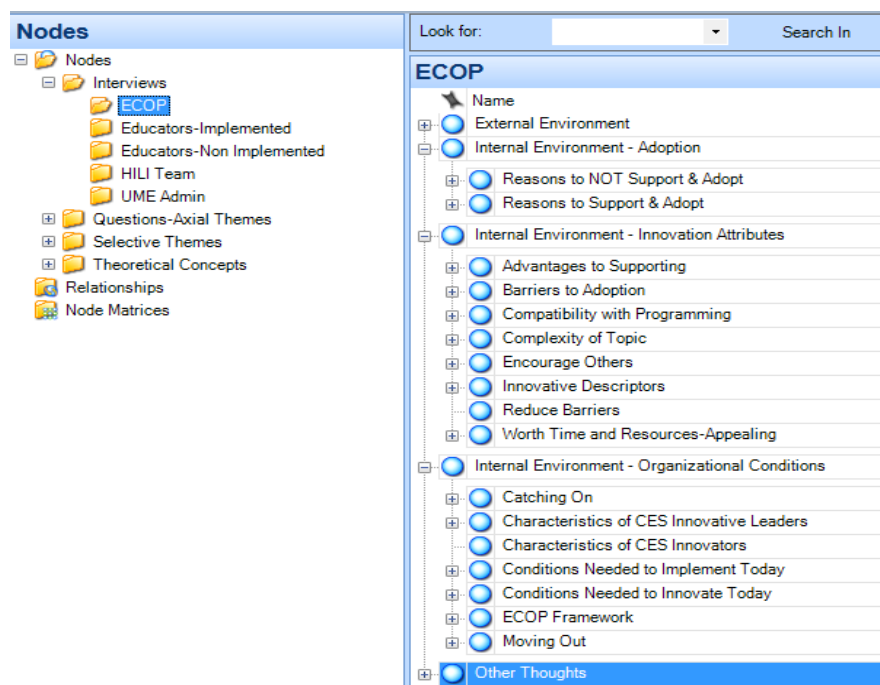 Nodes
Nodes
Interviews
ECOP
Educators-Implemented
Educators-Non Implemented
HILI Team
UME Admin
Questions-Axial Themes
Selective Themes
Theoretical Concepts
Relationships
Node Matrices
Look for:
Search In
ECOP
Name
External Environment
Internal Environment - Adoption
Reasons to NOT Support & Adopt
Reasons to Support & Adopt
Internal Environment - Innovation Attributes
Advantages to Supporting
Barriers to Adoption
Compatibility with Programming
Complexity of Topic
Encourage Others
Innovative Descriptors
Reduce Barriers
Worth Time and Resources-Appealing
Internal Environment - Organizational Conditions
Catching On
Characteristics of CES Innovative Leaders
Characteristics of CES Innovators
Conditions Needed to Implement Today
Conditions Needed to Innovate Today
ECOP Framework
Moving Out
Other Thoughts